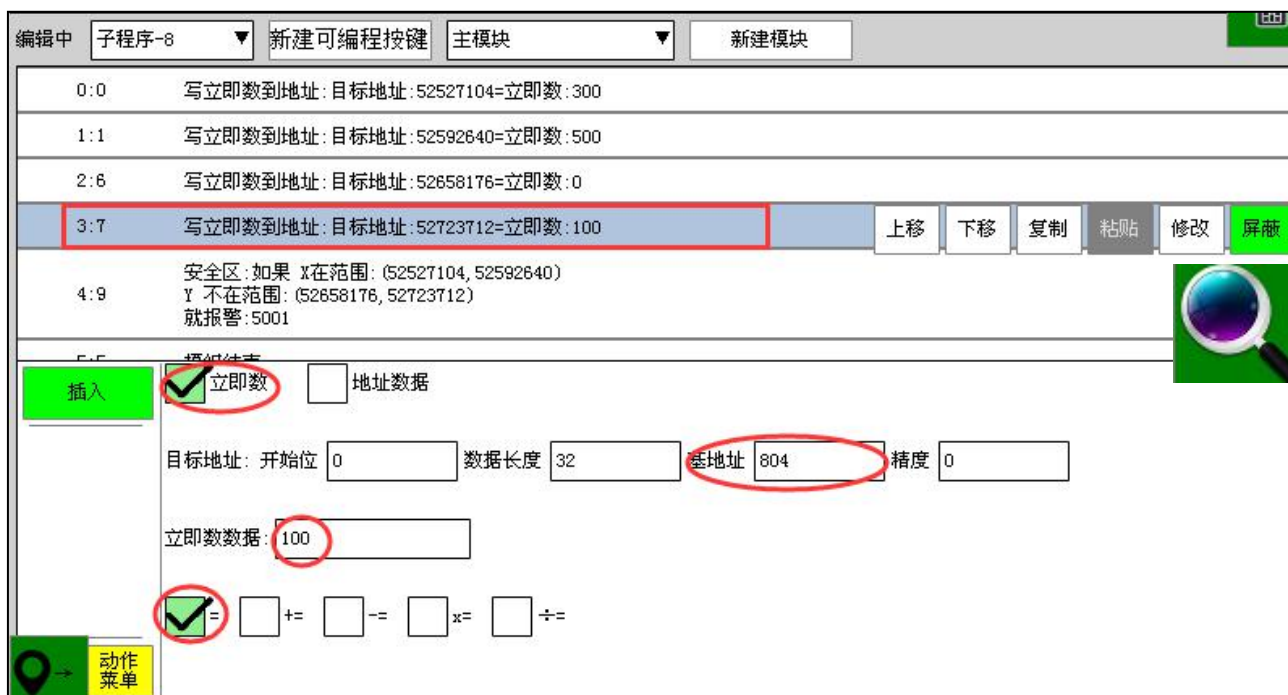 编辑中 子程序-8 ▼ 新建可编程按键 主模块 ▼ 新建模块
0:0 写立即数到地址:目标地址:52527104=立即数:300
1:1 写立即数到地址:目标地址:52592640=立即数:500
2:6 写立即数到地址:目标地址:52658176=立即数:0
3:7 写立即数到地址:目标地址:52723712=立即数:100 上移 下移 复制 粘贴 修改 屏蔽
安全区:如果 X在范围:(52527104,52592640)
4:9 Y 不在范围:(52658176,52723712)
就报警:5001
插入 立即数 地址数据
目标地址: 开始位 0 数据长度 32 基地址 804 精度 0
立即数数据: 100
= += -= x= ÷=
动作
菜单